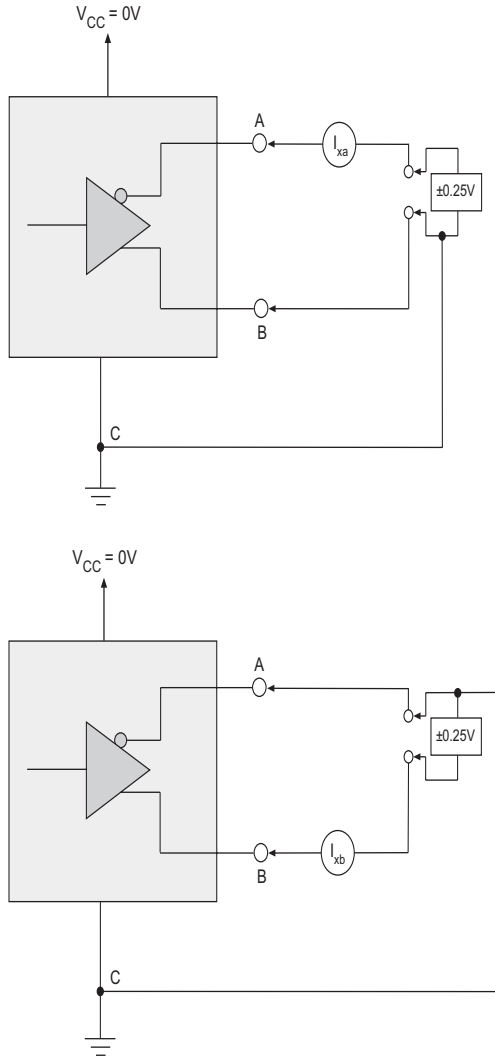 V_CC = 0V
A
I_xa
±0.25V
B
C
V_CC = 0V
A
±0.25V
I_xb
B
C